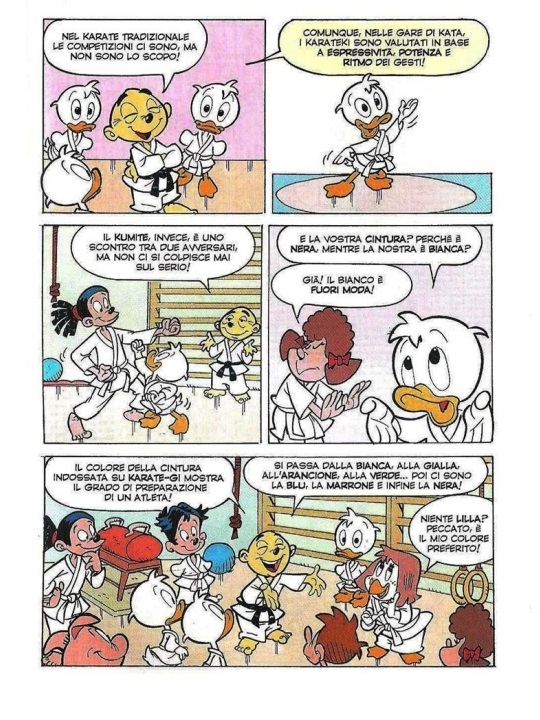 NEL KARATE TRADIZIONALE
LE COMPETIZIONI CI SONO, MA
NON SONO LO SCOPO!
COMUNQUE, NELLE GARE DI KATA,
I KARATEKI SONO VALUTATI IN BASE
A ESPRESSIVITÀ, POTENZA E
RITMO DEI GESTI!
IL KUMITE, INVECE, È UNO
SCONTRO TRA DUE AVVERSARI,
MA NON CI SI COLPISCE MAI
SUL SERIO!
E LA VOSTRA CINTURA? PERCHÉ È
NERA, MENTRE LA NOSTRA È BIANCA?
GIÀ! IL BIANCO È
FUORI MODA!
IL COLORE DELLA CINTURA
INDOSSATA SU KARATE-GI MOSTRA
IL GRADO DI PREPARAZIONE
DI UN ATLETA!
SI PASSA DALLA BIANCA, ALLA GIALLA,
ALL'ARANCIONE, ALLA VERDE... POI CI SONO
LA BLU, LA MARRONE E INFINE LA NERA!
NIENTE LILLA?
PECCATO, È
IL MIO COLORE
PREFERITO!